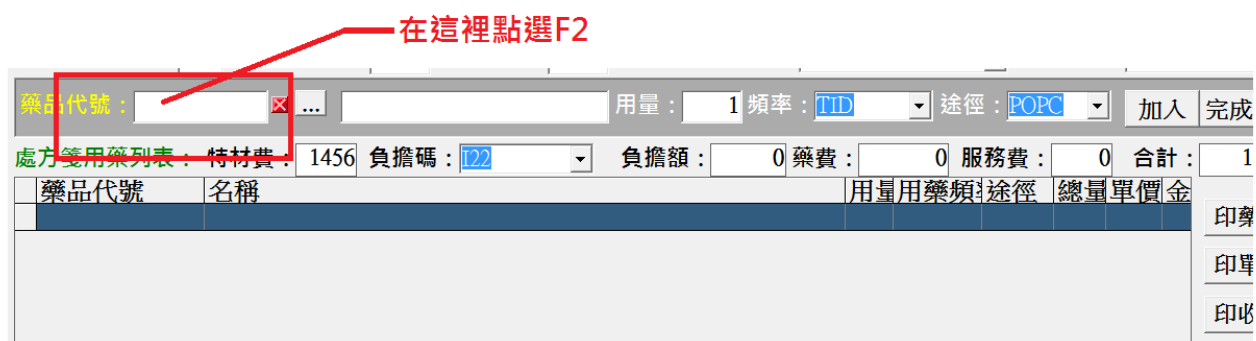 在這裡點選F2
藥品代號： ... 用量： 1 頻率： TID 途徑： POPC 加入 完成
處方箋用藥列表： 特材費： 1456 負擔碼： I22 負擔額： 0 藥費： 0 服務費： 0 合計： 1
藥品代號 名稱 用量 用藥頻 途徑 總量 單價 金
印藥
印單
印收